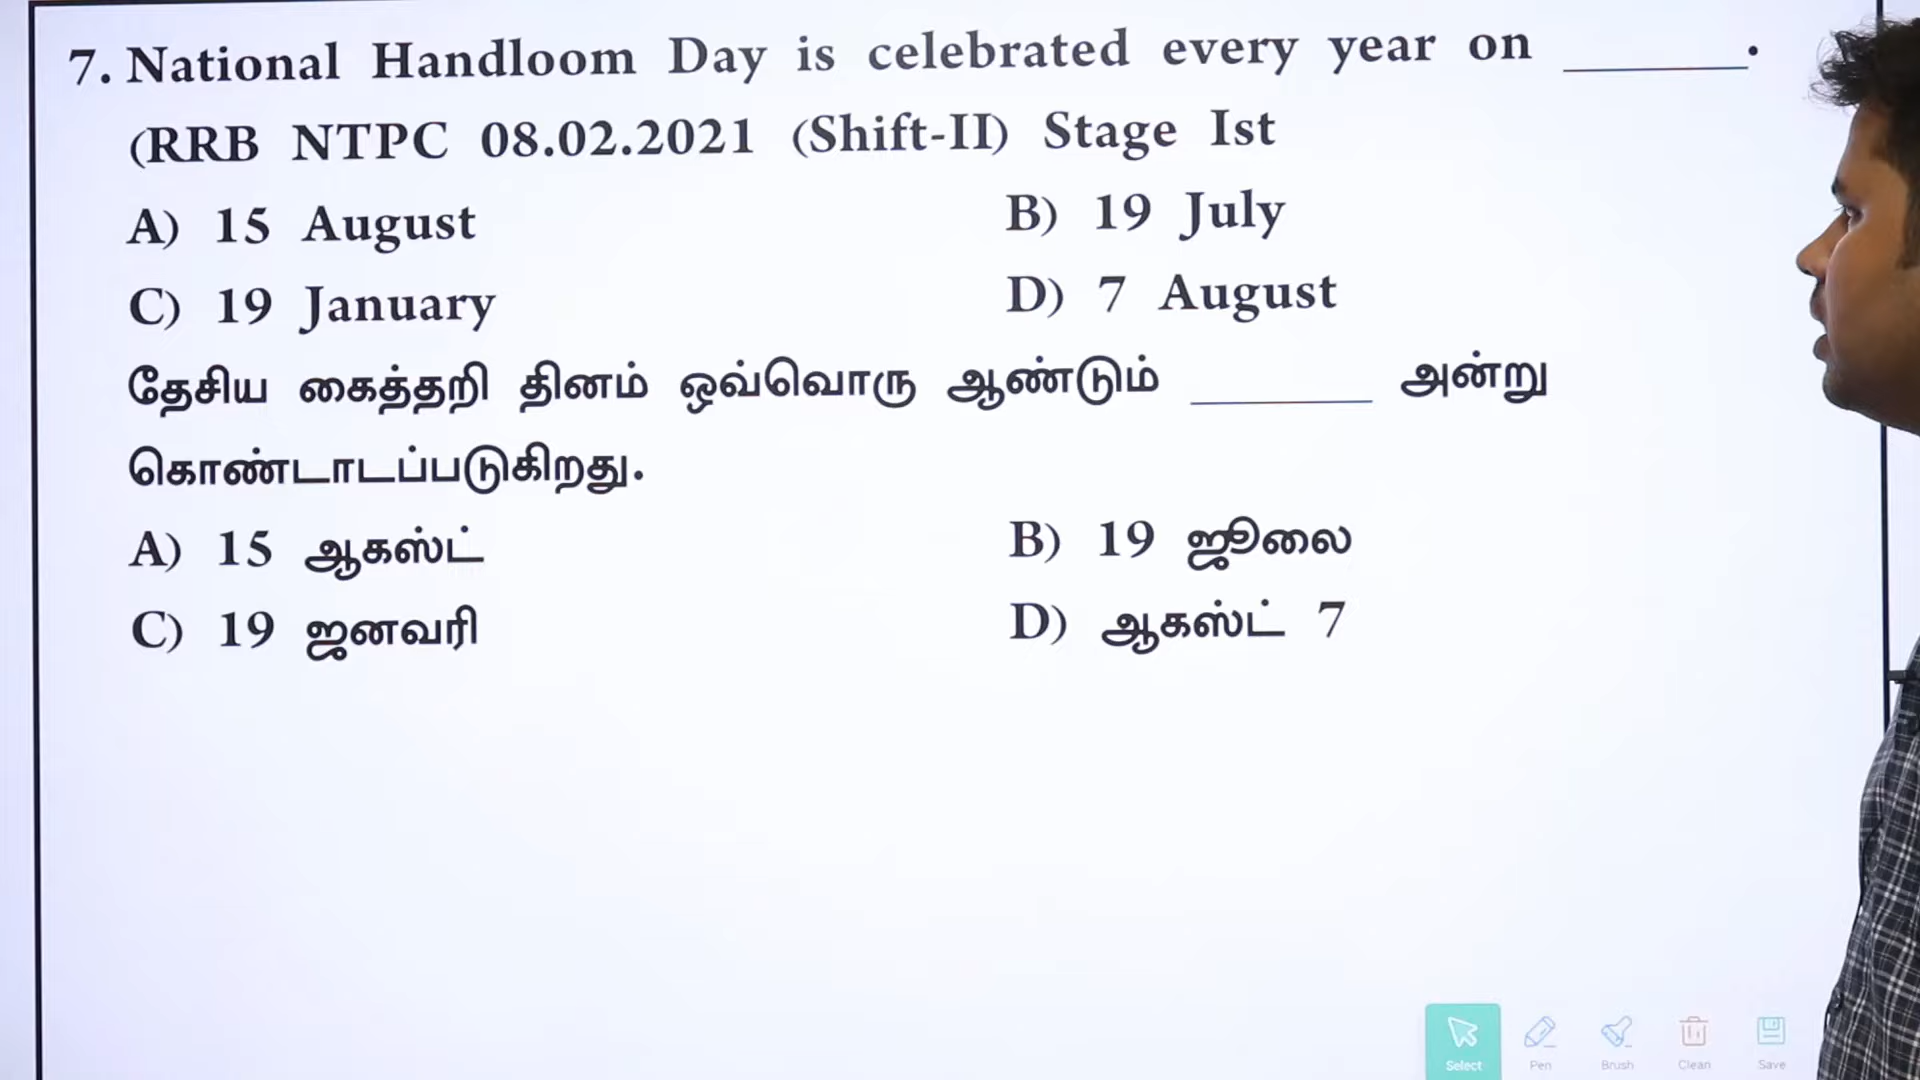 7. National Handloom Day is celebrated every year on ______.
(RRB NTPC 08.02.2021 (Shift-II) Stage Ist
A) 15 August B) 19 July
C) 19 January D) 7 August
தேசிய கைத்தறி தினம் ஒவ்வொரு ஆண்டும் ______ அன்று
கொண்டாடப்படுகிறது.
A) 15 ஆகஸ்ட் B) 19 ஜூலை
C) 19 ஜனவரி D) ஆகஸ்ட் 7
Select Pen Brush Clean Save